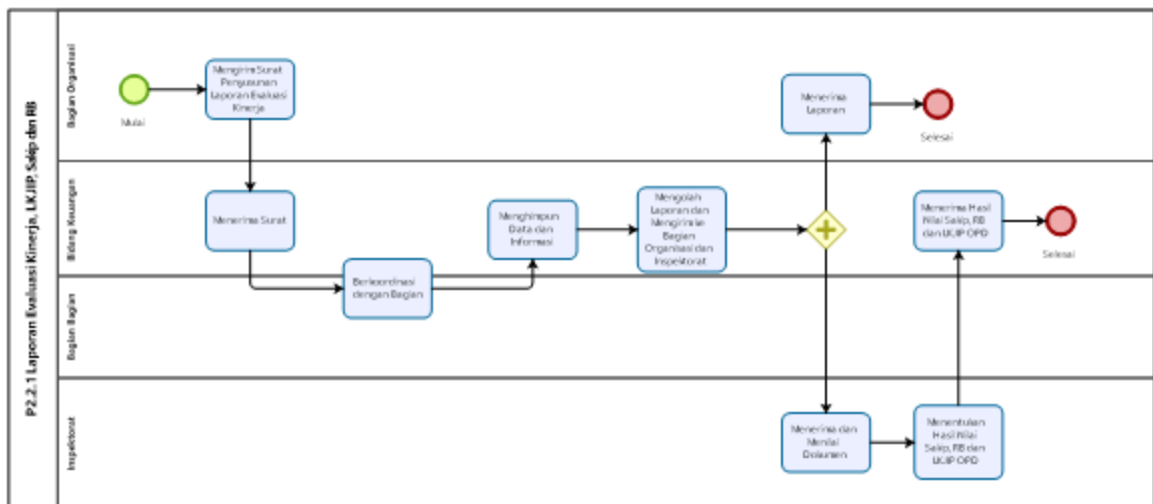 P2.2.1 Laporan Evaluasi Kinerja, LKJIP, Sakip dan RB
Bagian Organisasi
Mulai
Mengirim Surat
Penyusunan
Laporan Evaluasi
Kinerja
Menerima
Laporan
Selesai
Bidang Keuangan
Menerima Surat
Menghimpun
Data dan
Informasi
Mengolah
Laporan dan
Mengirim ke
Bagian
Organisasi dan
Inspektorat
Menerima Hasil
Nilai Sakip, RB
dan LKJIP OPD
Selesai
Berkoordinasi
dengan Bagian
Bagian Bagian
Inspektorat
Menerima dan
Menilai
Dokumen
Menentukan
Hasil Nilai
Sakip, RB dan
LKJIP OPD